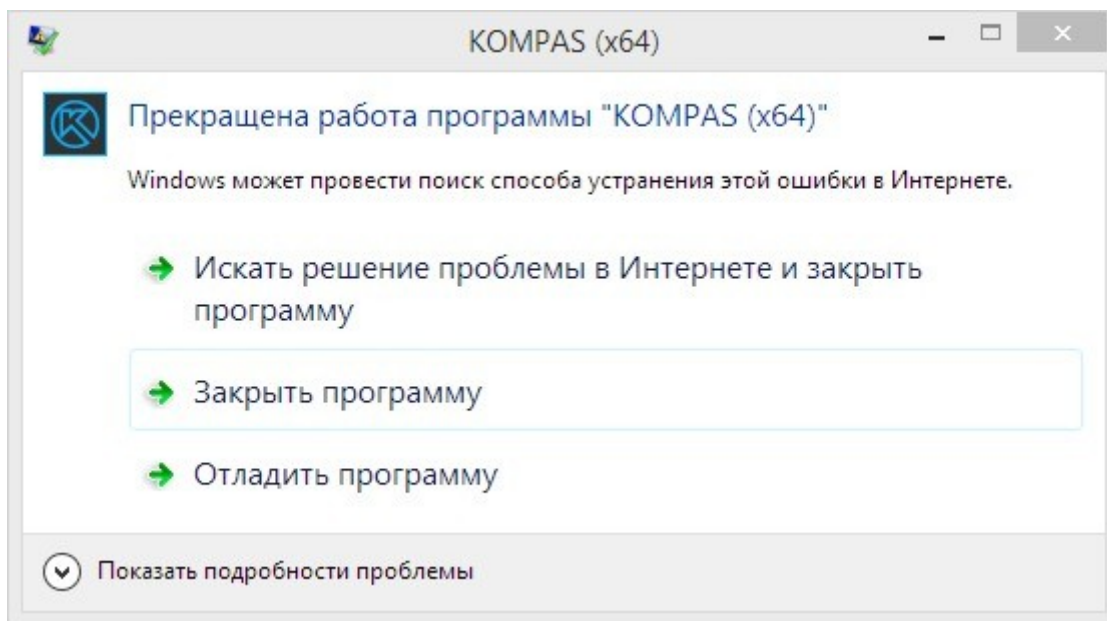 KOMPAS (x64)
Прекращена работа программы "KOMPAS (x64)"
Windows может провести поиск способа устранения этой ошибки в Интернете.
Искать решение проблемы в Интернете и закрыть
программу
Закрыть программу
Отладить программу
Показать подробности проблемы